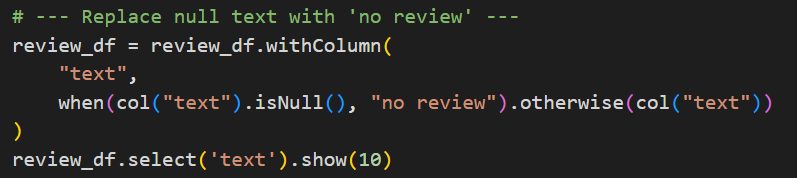 # --- Replace null text with 'no review' ---
review_df = review_df.withColumn(
    "text",
    when(col("text").isNull(), "no review").otherwise(col("text"))
)
review_df.select('text').show(10)